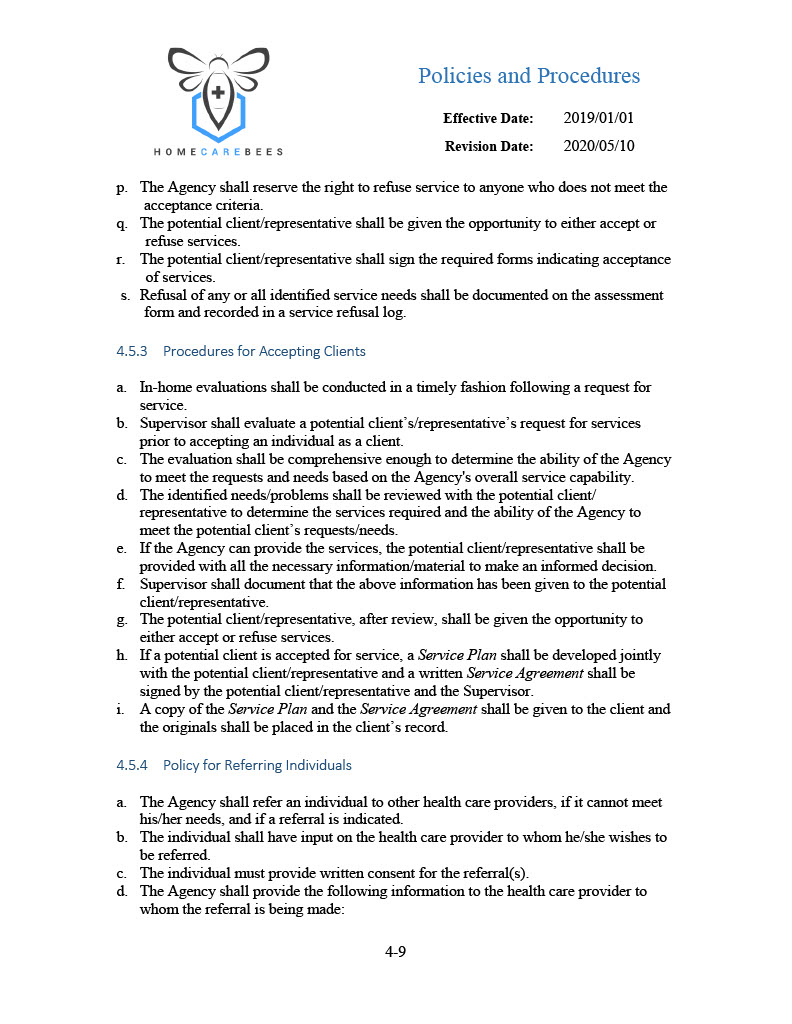 HOMECAREBEES
Policies and Procedures
Effective Date: 2019/01/01
Revision Date: 2020/05/10
p. The Agency shall reserve the right to refuse service to anyone who does not meet the
acceptance criteria.
q. The potential client/representative shall be given the opportunity to either accept or
refuse services.
r. The potential client/representative shall sign the required forms indicating acceptance
of services.
s. Refusal of any or all identified service needs shall be documented on the assessment
form and recorded in a service refusal log.
4.5.3 Procedures for Accepting Clients
a. In-home evaluations shall be conducted in a timely fashion following a request for
service.
b. Supervisor shall evaluate a potential client’s/representative’s request for services
prior to accepting an individual as a client.
c. The evaluation shall be comprehensive enough to determine the ability of the Agency
to meet the requests and needs based on the Agency's overall service capability.
d. The identified needs/problems shall be reviewed with the potential client/
representative to determine the services required and the ability of the Agency to
meet the potential client’s requests/needs.
e. If the Agency can provide the services, the potential client/representative shall be
provided with all the necessary information/material to make an informed decision.
f. Supervisor shall document that the above information has been given to the potential
client/representative.
g. The potential client/representative, after review, shall be given the opportunity to
either accept or refuse services.
h. If a potential client is accepted for service, a Service Plan shall be developed jointly
with the potential client/representative and a written Service Agreement shall be
signed by the potential client/representative and the Supervisor.
i. A copy of the Service Plan and the Service Agreement shall be given to the client and
the originals shall be placed in the client’s record.
4.5.4 Policy for Referring Individuals
a. The Agency shall refer an individual to other health care providers, if it cannot meet
his/her needs, and if a referral is indicated.
b. The individual shall have input on the health care provider to whom he/she wishes to
be referred.
c. The individual must provide written consent for the referral(s).
d. The Agency shall provide the following information to the health care provider to
whom the referral is being made:
4-9